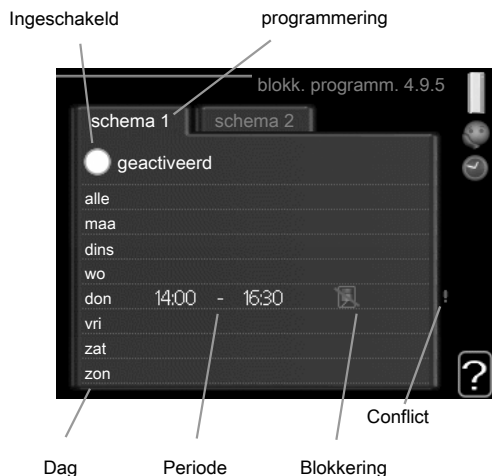 Ingeschakeld
programmering
blokk. programm. 4.9.5
schema 1
schema 2
geactiveerd
alle
maa
dins
wo
don 14:00 - 16:30 !
vri
zat
zon
?
Conflict
Dag
Periode
Blokkering